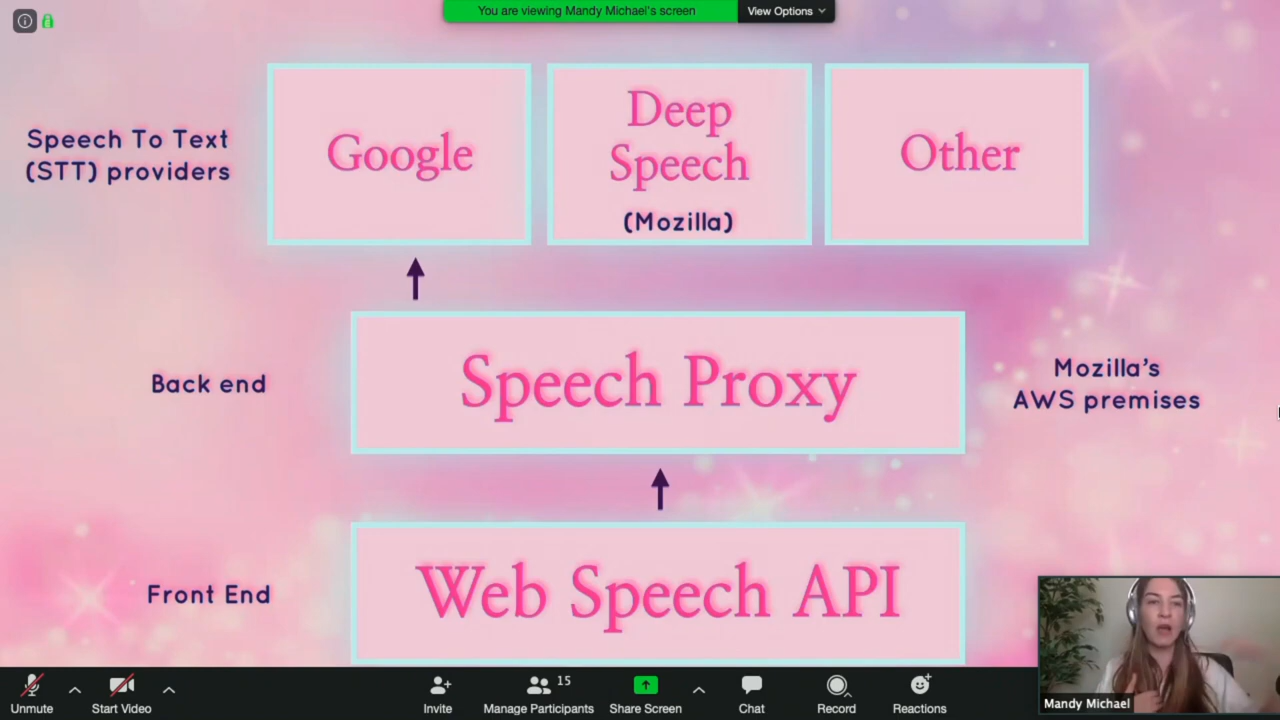 You are viewing Mandy Michael's screen
View Options
Speech To Text
(STT) providers
Google
Deep
Speech
(Mozilla)
Other
Back end
Speech Proxy
Mozilla's
AWS premises
Front End
Web Speech API
Mandy Michael
Unmute
Start Video
Invite
Manage Participants
15
Share Screen
Chat
Record
Reactions